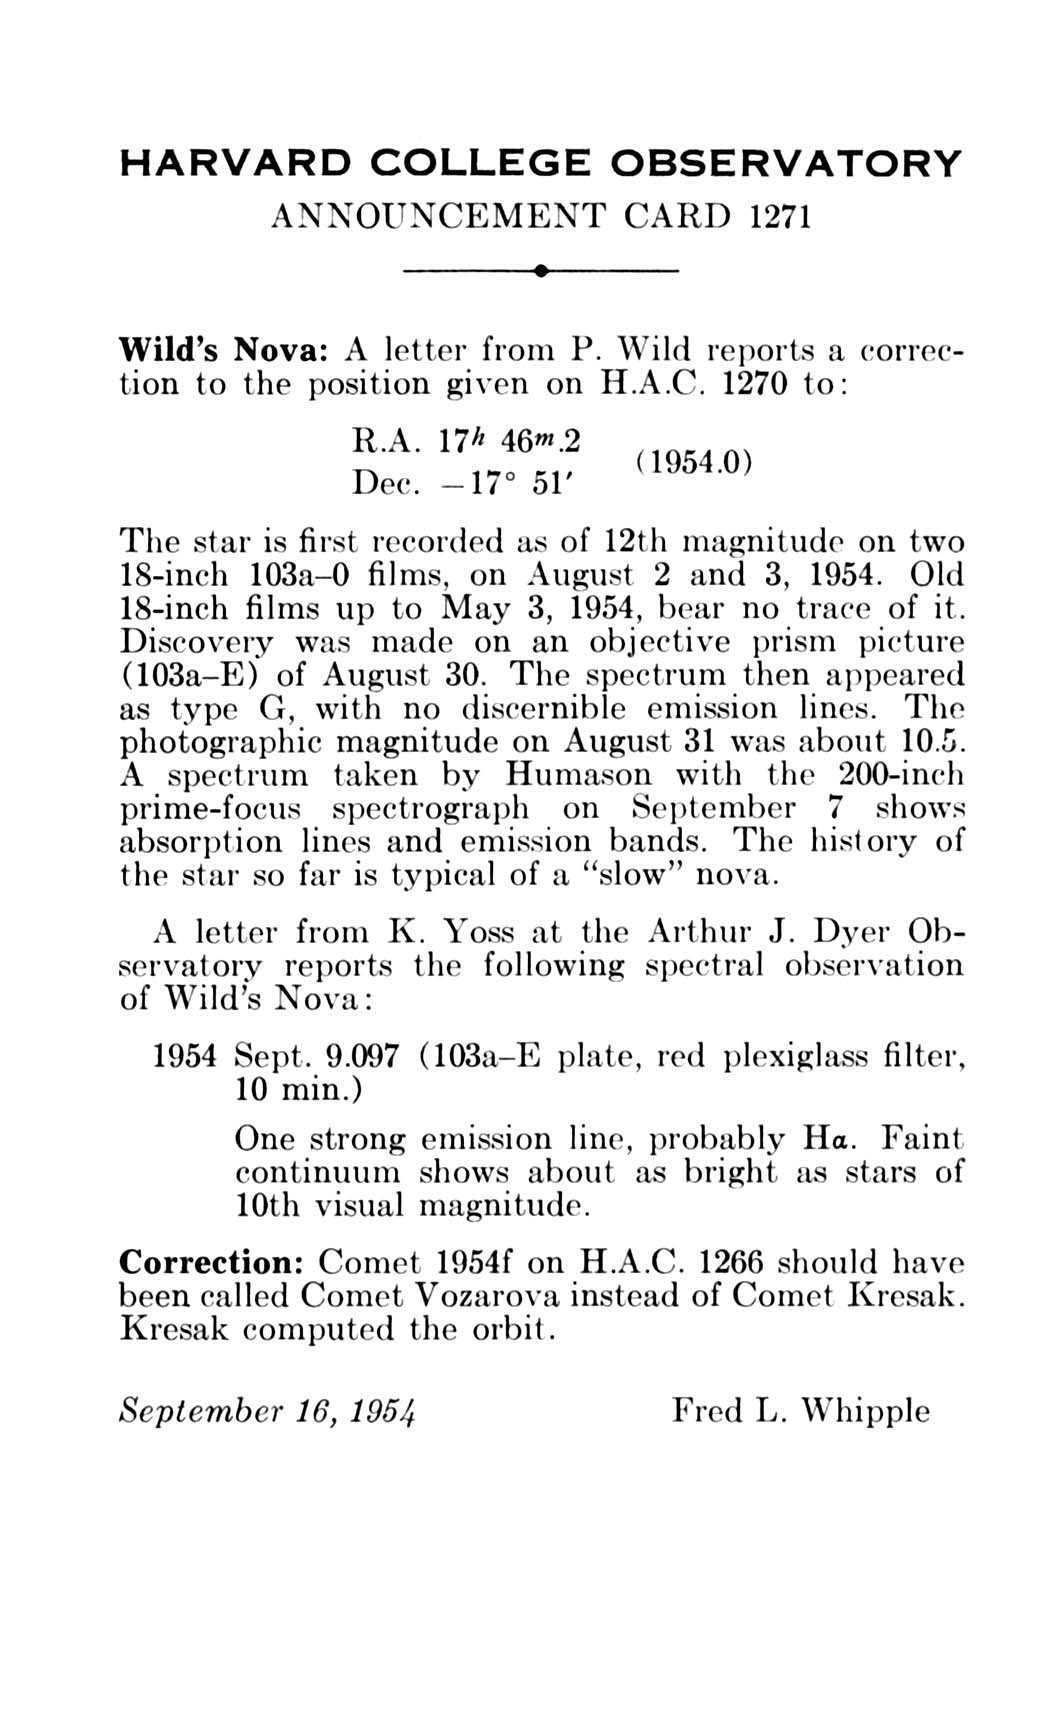 HARVARD COLLEGE OBSERVATORY
ANNOUNCEMENT CARD 1271
Wild's Nova: A letter from P. Wild reports a correc-
tion to the position given on H.A.C. 1270 to:
R.A. 17h 46m.2
(1954.0)
Dec. −17° 51′
The star is first recorded as of 12th magnitude on two
18-inch 103a–0 films, on August 2 and 3, 1954. Old
18-inch films up to May 3, 1954, bear no trace of it.
Discovery was made on an objective prism picture
(103a–E) of August 30. The spectrum then appeared
as type G, with no discernible emission lines. The
photographic magnitude on August 31 was about 10.5.
A spectrum taken by Humason with the 200-inch
prime-focus spectrograph on September 7 shows
absorption lines and emission bands. The history of
the star so far is typical of a “slow” nova.
A letter from K. Yoss at the Arthur J. Dyer Ob-
servatory reports the following spectral observation
of Wild's Nova:
1954 Sept. 9.097 (103a–E plate, red plexiglass filter,
10 min.)
One strong emission line, probably Hα. Faint
continuum shows about as bright as stars of
10th visual magnitude.
Correction: Comet 1954f on H.A.C. 1266 should have
been called Comet Vozarova instead of Comet Kresak.
Kresak computed the orbit.
September 16, 1954 Fred L. Whipple